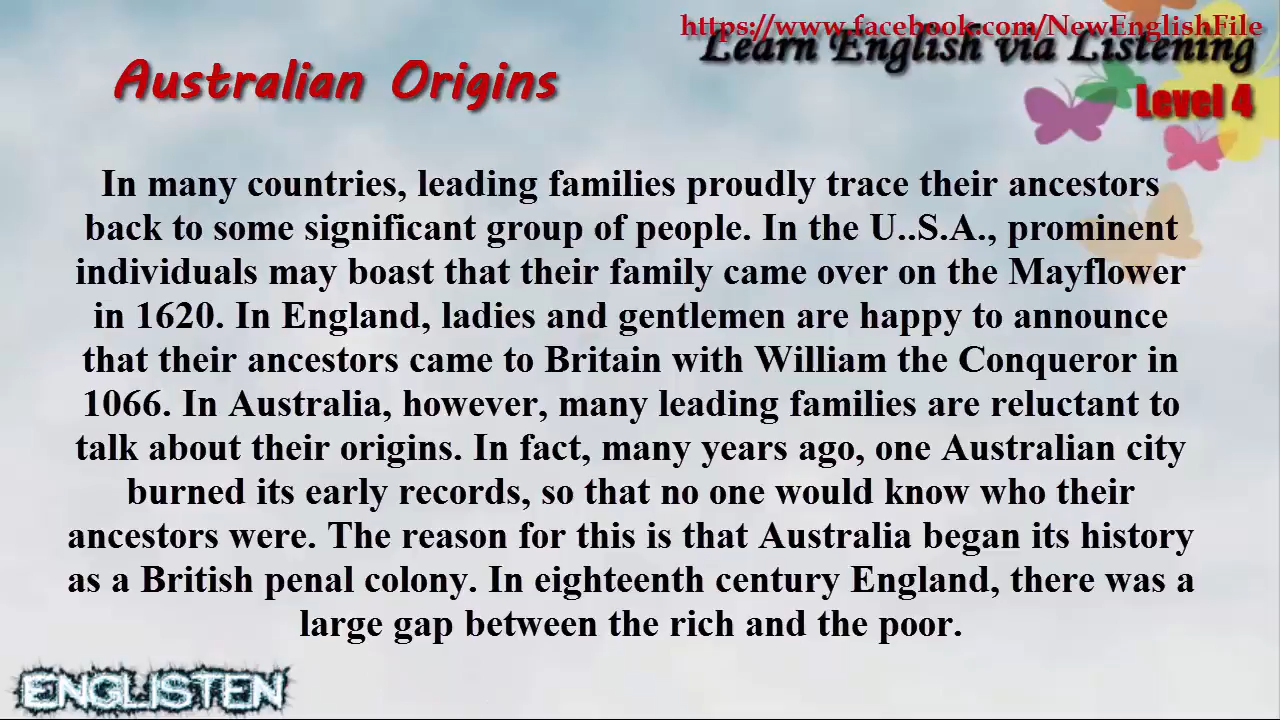 https://www.facebook.com/NewEnglishFile
Learn English via Listening
Level 4
Australian Origins
In many countries, leading families proudly trace their ancestors
back to some significant group of people. In the U..S.A., prominent
individuals may boast that their family came over on the Mayflower
in 1620. In England, ladies and gentlemen are happy to announce
that their ancestors came to Britain with William the Conqueror in
1066. In Australia, however, many leading families are reluctant to
talk about their origins. In fact, many years ago, one Australian city
burned its early records, so that no one would know who their
ancestors were. The reason for this is that Australia began its history
as a British penal colony. In eighteenth century England, there was a
large gap between the rich and the poor.
ENGLISTEN